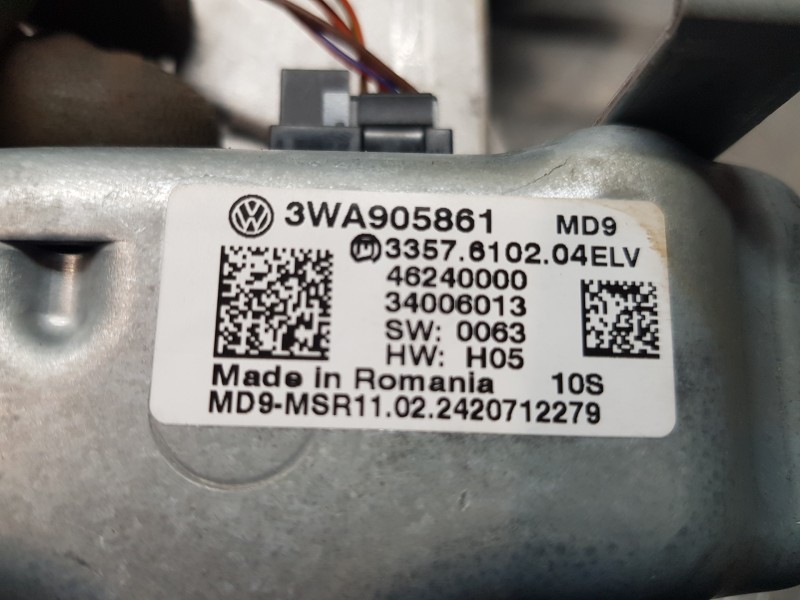 3WA905861 MD9
3357.6102.04ELV
46240000
34006013
SW: 0063
HW: H05
Made in Romania 10S
MD9-MSR11.02.2420712279